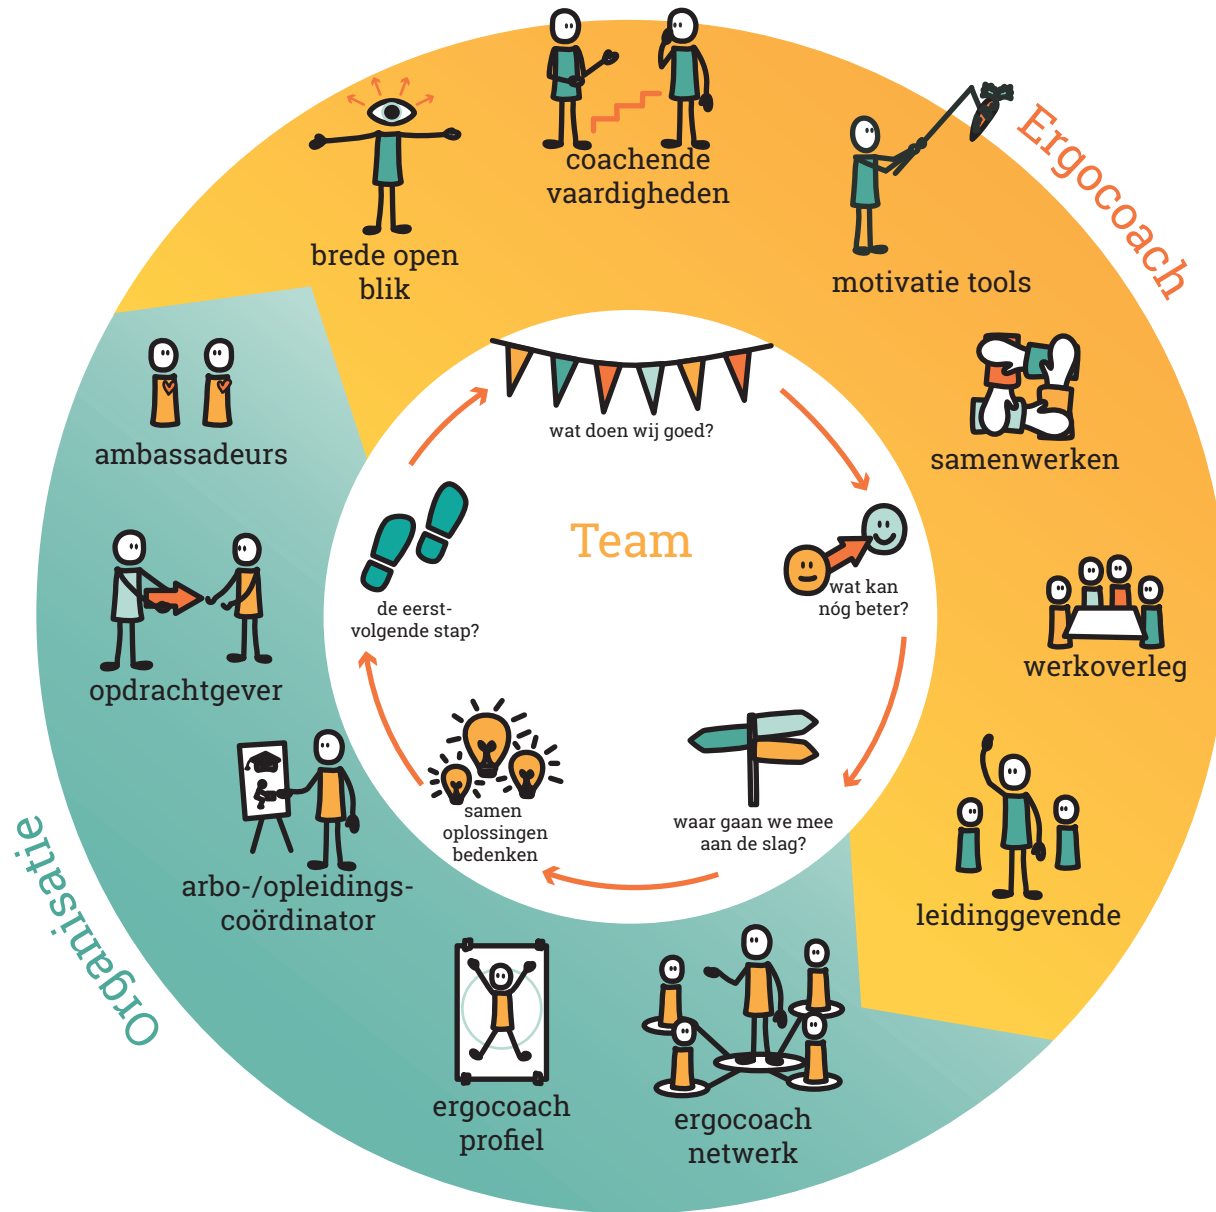 Ergocoach
coachende
vaardigheden
brede open
blik
motivatie tools
samenwerken
werkoverleg
leidinggevende
Organisatie
ambassadeurs
opdrachtgever
arbo-/opleidings-
coördinator
ergocoach
profiel
ergocoach
netwerk
Team
wat doen wij goed?
wat kan
nóg beter?
waar gaan we mee
aan de slag?
samen
oplossingen
bedenken
de eerst-
volgende stap?